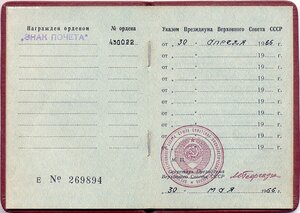 Награжден орденом
№ ордена
"ЗНАК ПОЧЕТА"
430022
Е № 269894
Указом Президиума Верховного Совета СССР
от 30 апреля 1966 г.
от 19 г.
от 19 г.
от 19 г.
от 19 г.
от 19 г.
от 19 г.
от 19 г.
М. П.
Секретарь Президиума
Верховного Совета СССР
30 мая 1966 г.